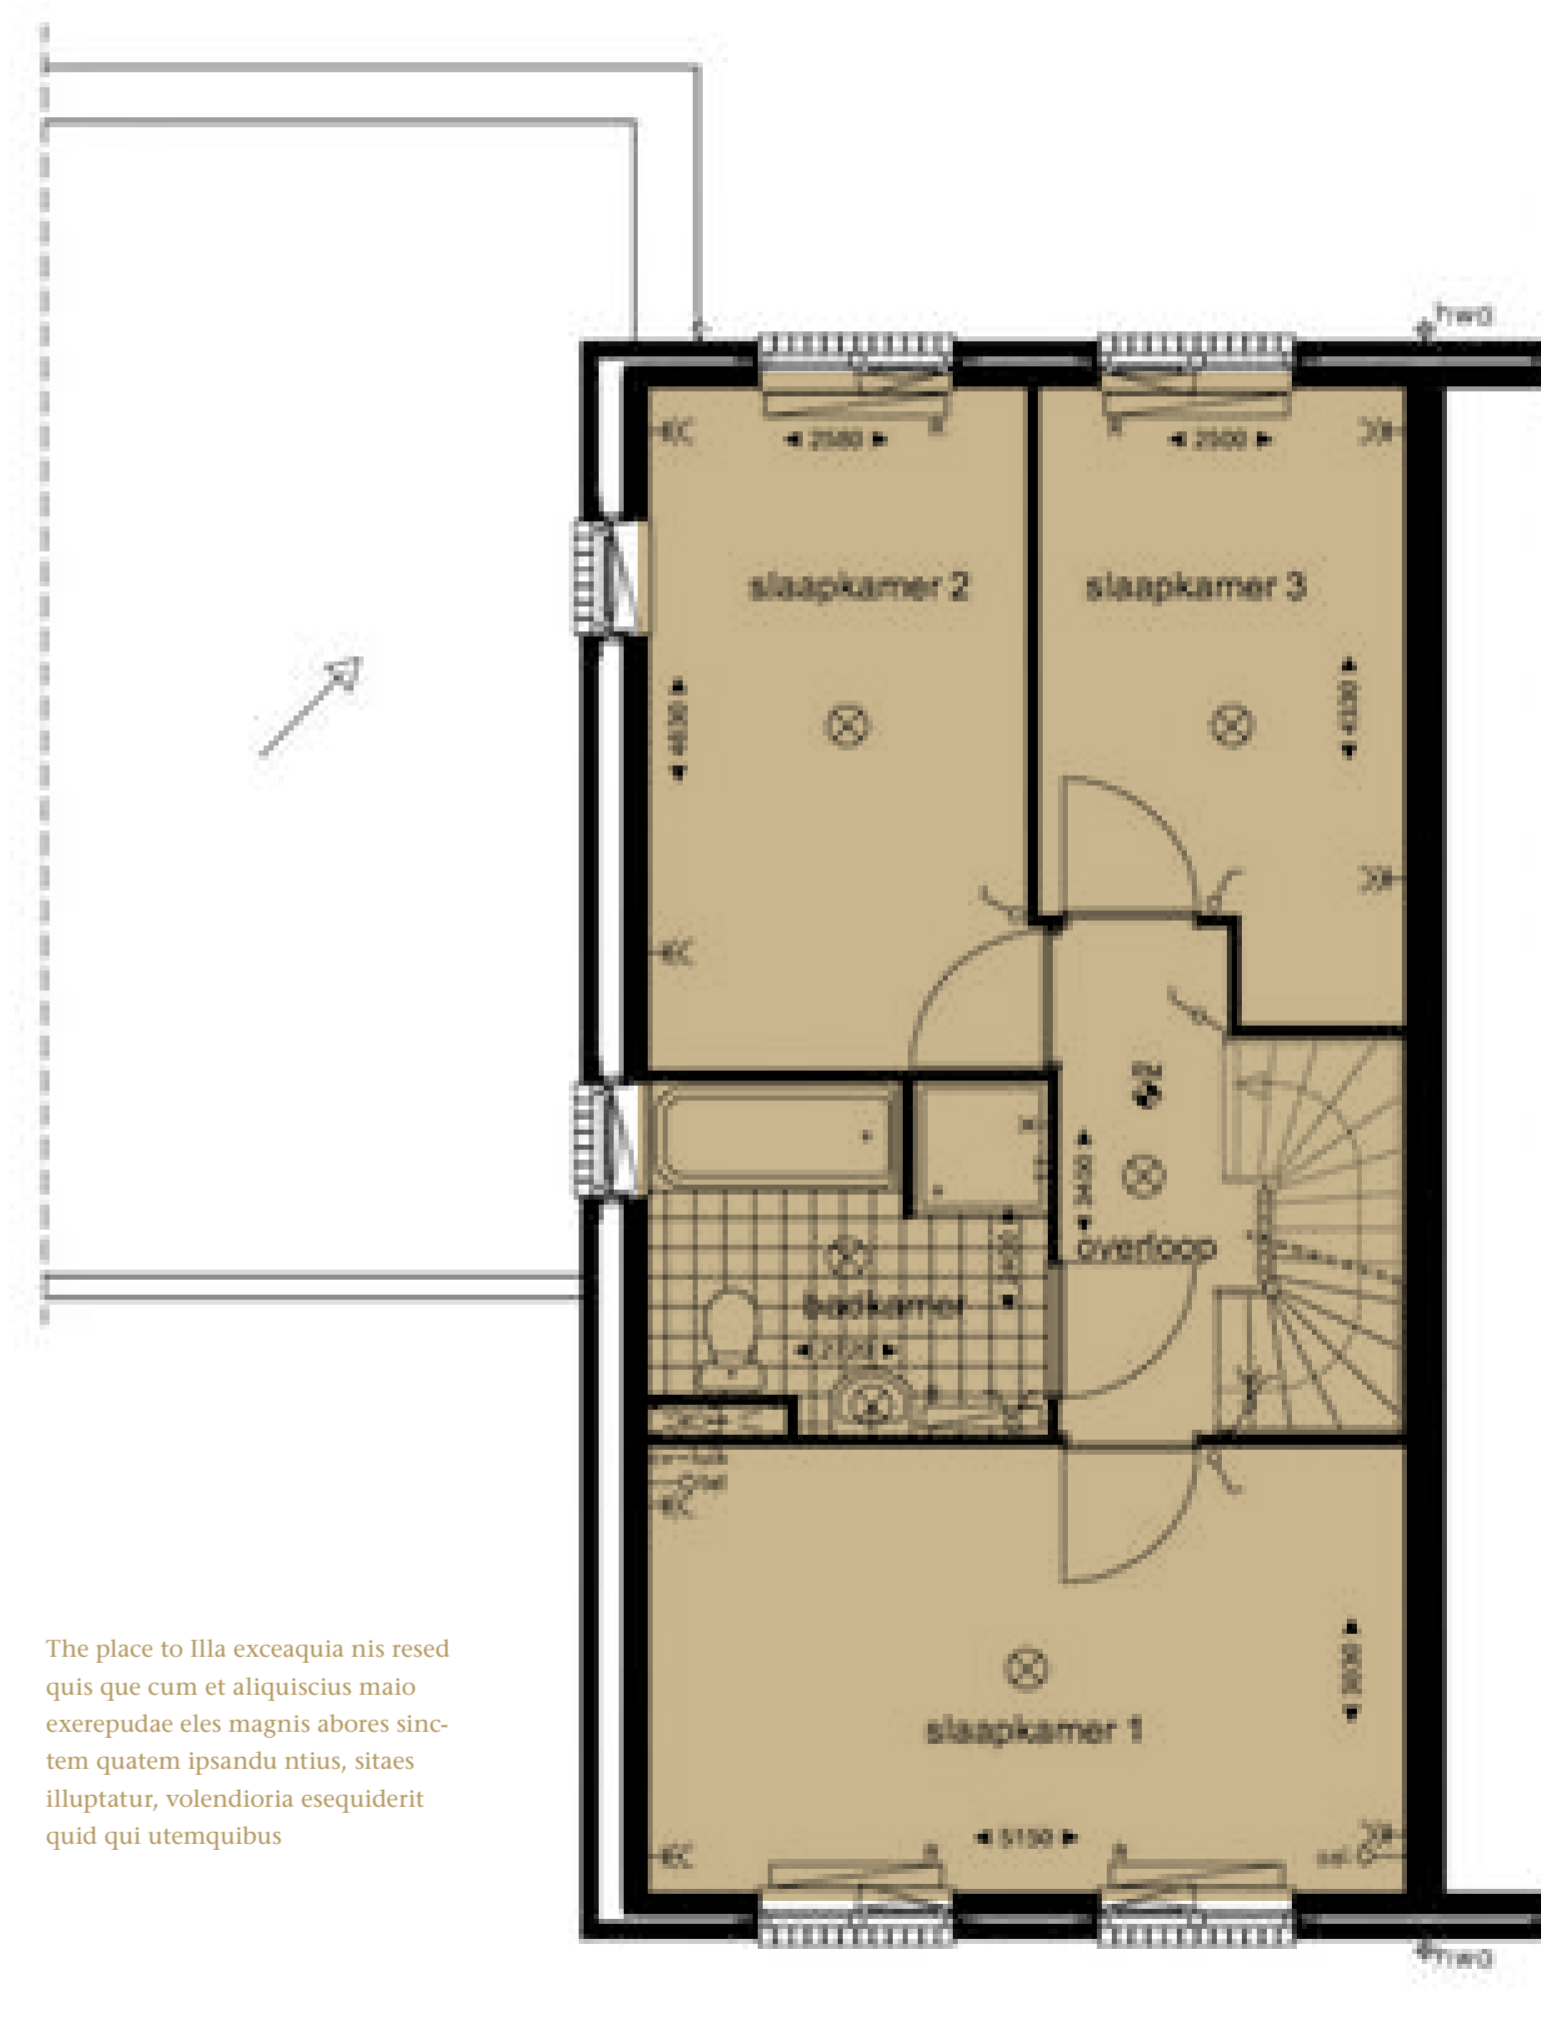 hwa
2580
2500
slaapkamer 2
slaapkamer 3
overloop
badkamer
slaapkamer 1
5150
hwa
The place to Illa exceaquia nis resed
quis que cum et aliquiscius maio
exerepudae eles magnis abores sinc-
tem quatem ipsandu ntius, sitaes
illuptatur, volendioria esequiderit
quid qui utemquibus